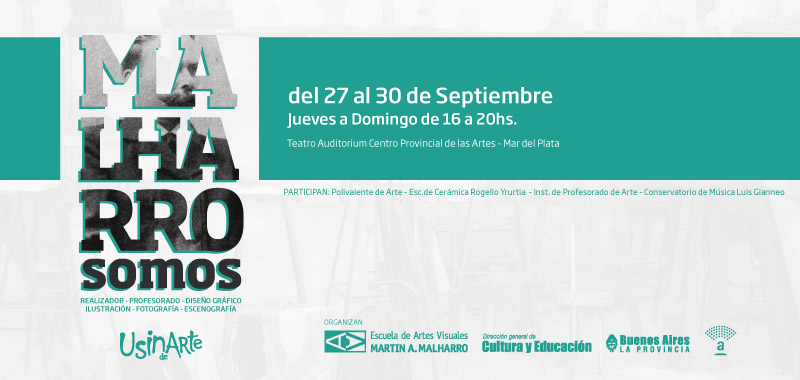 MA
LHA
RRO
somos
REALIZADOR - PROFESORADO - DISEÑO GRÁFICO
ILUSTRACIÓN - FOTOGRAFÍA - ESCENOGRAFÍA
UsinArte
de
del 27 al 30 de Septiembre
Jueves a Domingo de 16 a 20hs.
Teatro Auditorium Centro Provincial de las Artes - Mar del Plata
PARTICIPAN: Polivalente de Arte - Esc.de Cerámica Rogelio Yrurtia - Inst. de Profesorado de Arte - Conservatorio de Música Luis Gianneo
ORGANIZAN
Escuela de Artes Visuales
MARTIN A. MALHARRO
Dirección general de
Cultura y Educación
Buenos Aires
LA PROVINCIA
a